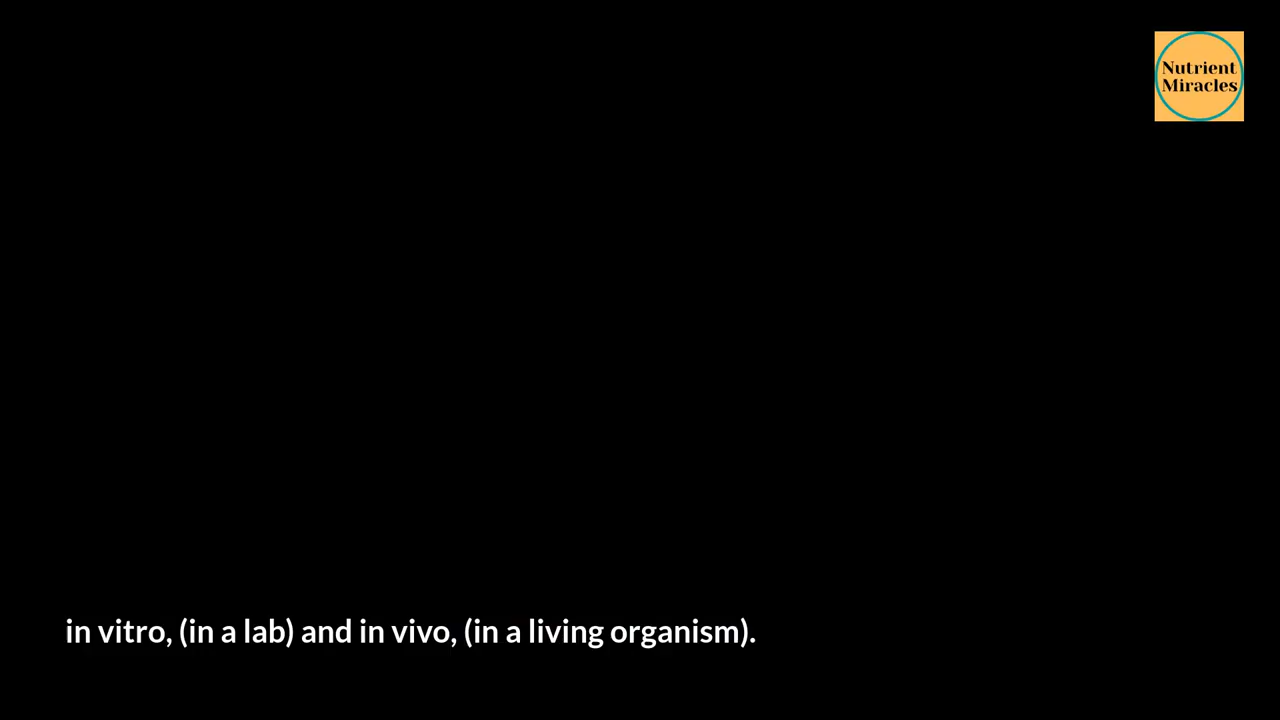 Nutrient
Miracles
in vitro, (in a lab) and in vivo, (in a living organism).